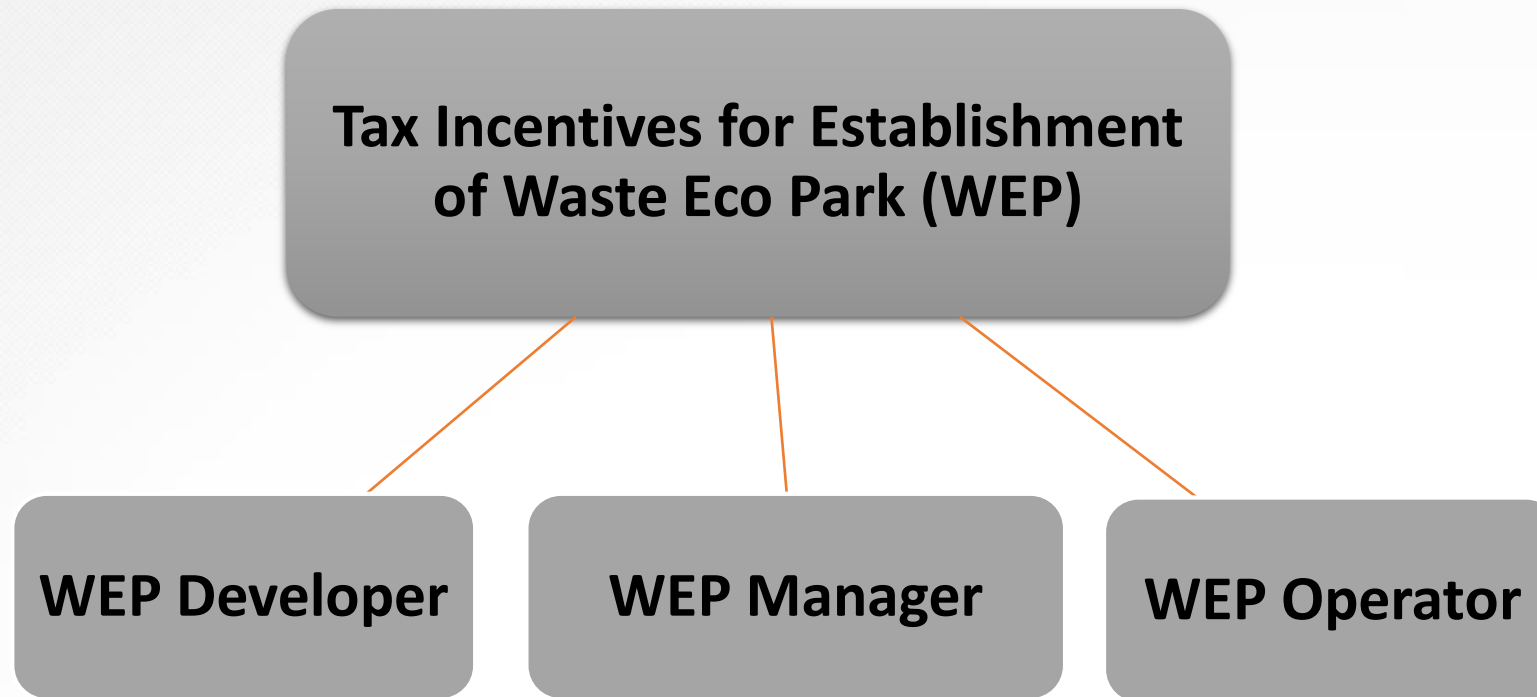 Tax Incentives for Establishment
of Waste Eco Park (WEP)
WEP Developer
WEP Manager
WEP Operator